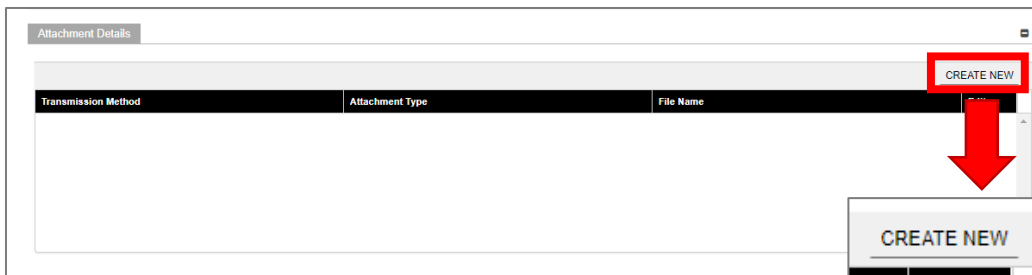 Attachment Details
CREATE NEW
Transmission Method Attachment Type File Name
CREATE NEW